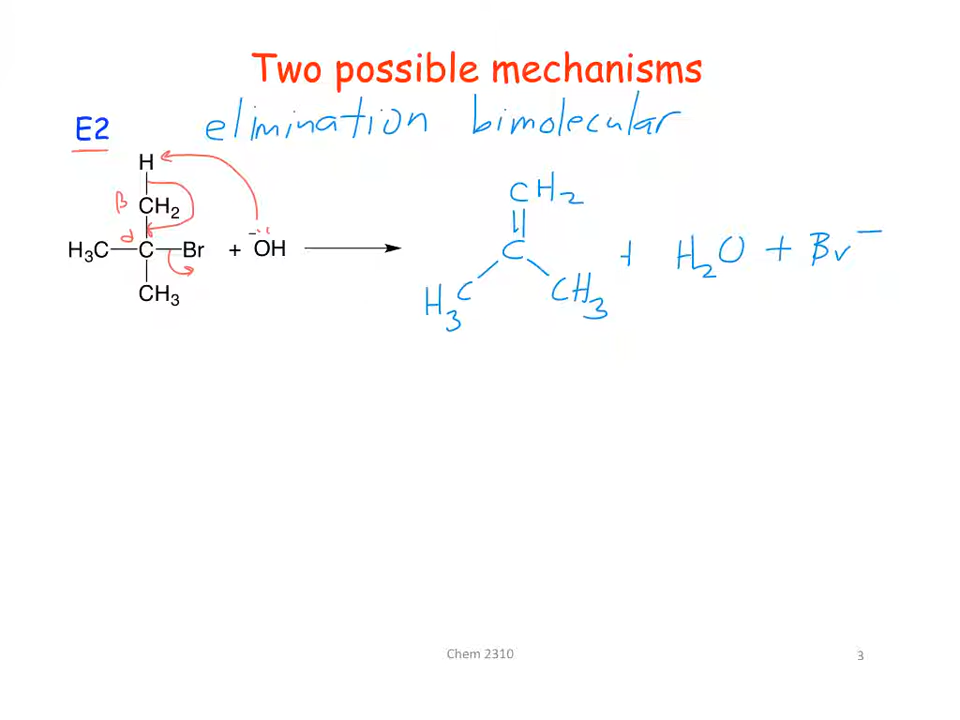 Two possible mechanisms
E2 elimination bimolecular
H
β CH2
α
H3C C Br + -:OH
CH3
CH2
C
H3C CH3 + H2O + Br-
Chem 2310
3